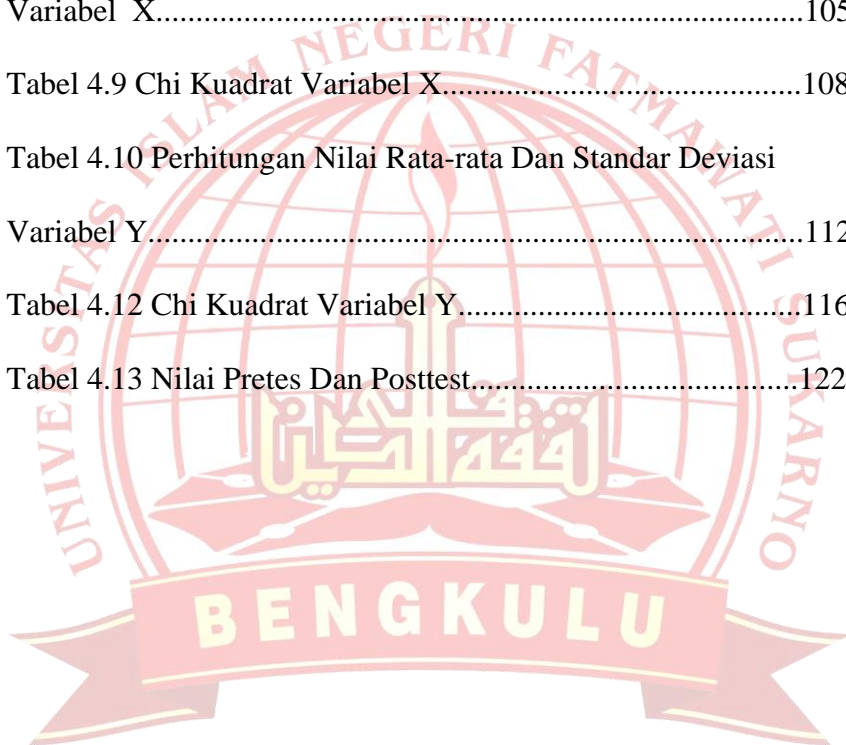 Variabel X.................................................................................105
Tabel 4.9 Chi Kuadrat Variabel X.............................................108
Tabel 4.10 Perhitungan Nilai Rata-rata Dan Standar Deviasi
Variabel Y..................................................................................112
Tabel 4.12 Chi Kuadrat Variabel Y...........................................116
Tabel 4.13 Nilai Pretes Dan Posttest.........................................122
UNIVERSITAS ISLAM NEGERI FATMAWATI SUKARNO
BENGKULU